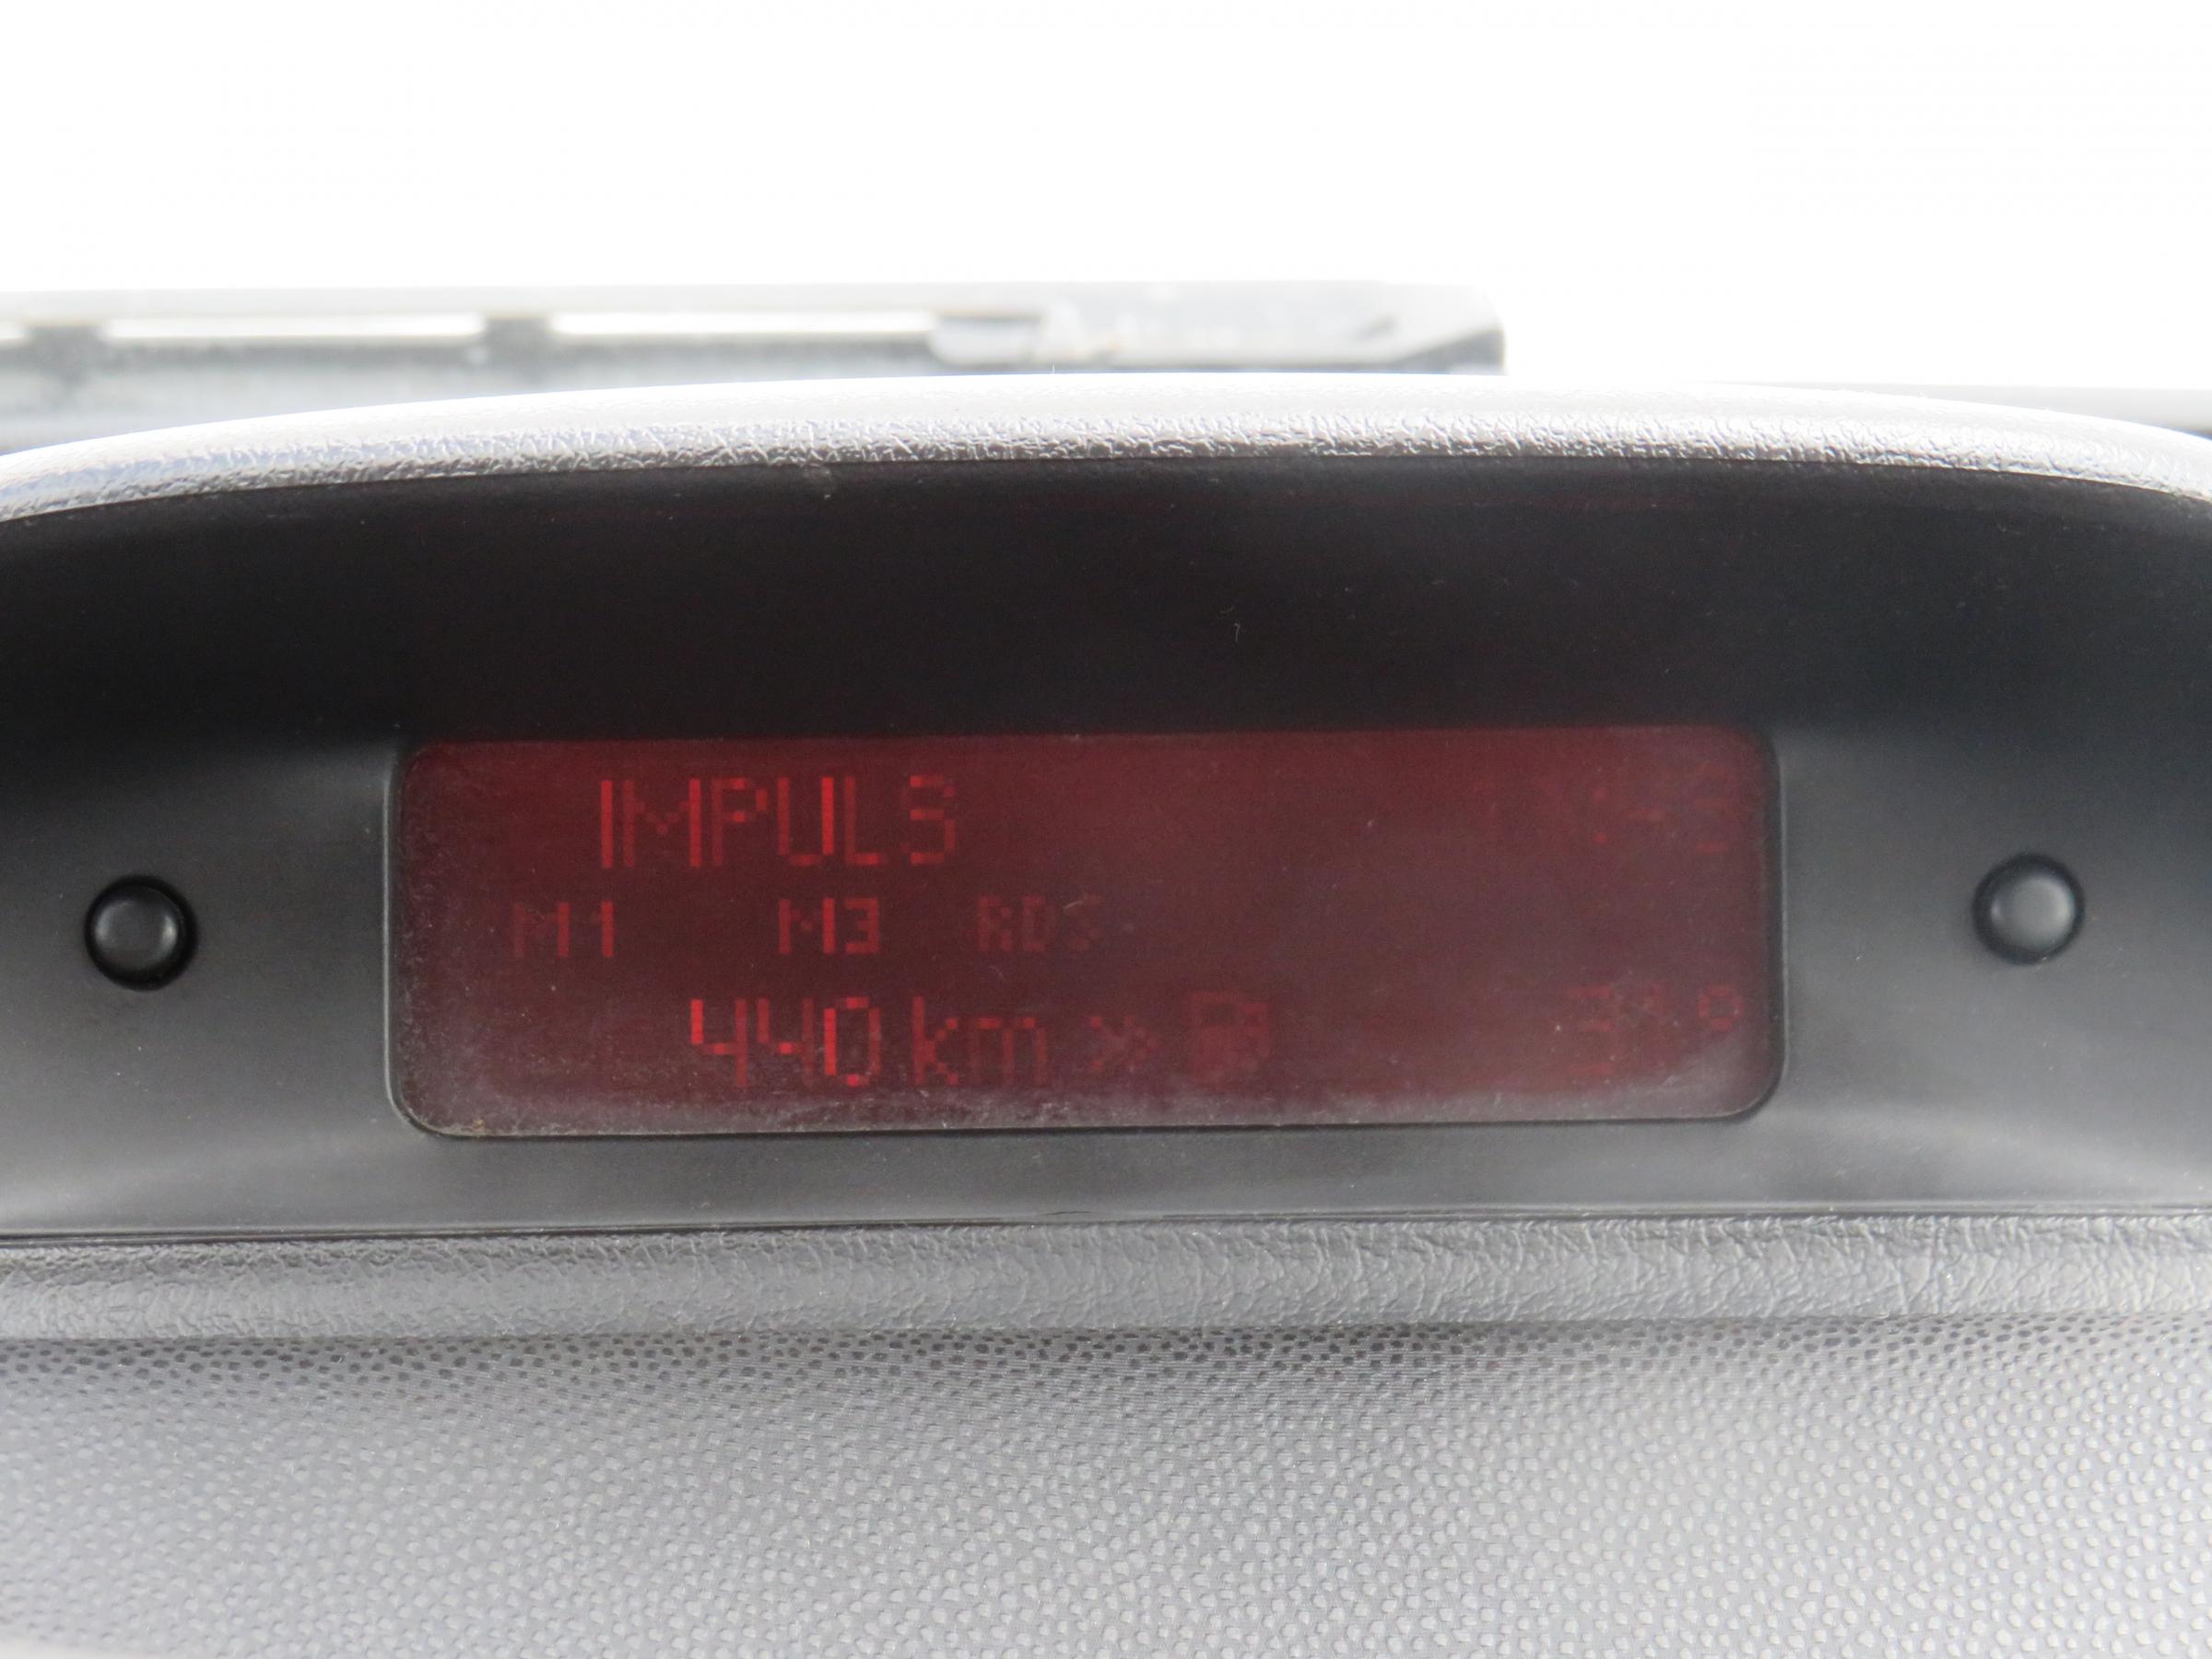 IMPULS
M1 M3 RDS
440 km »